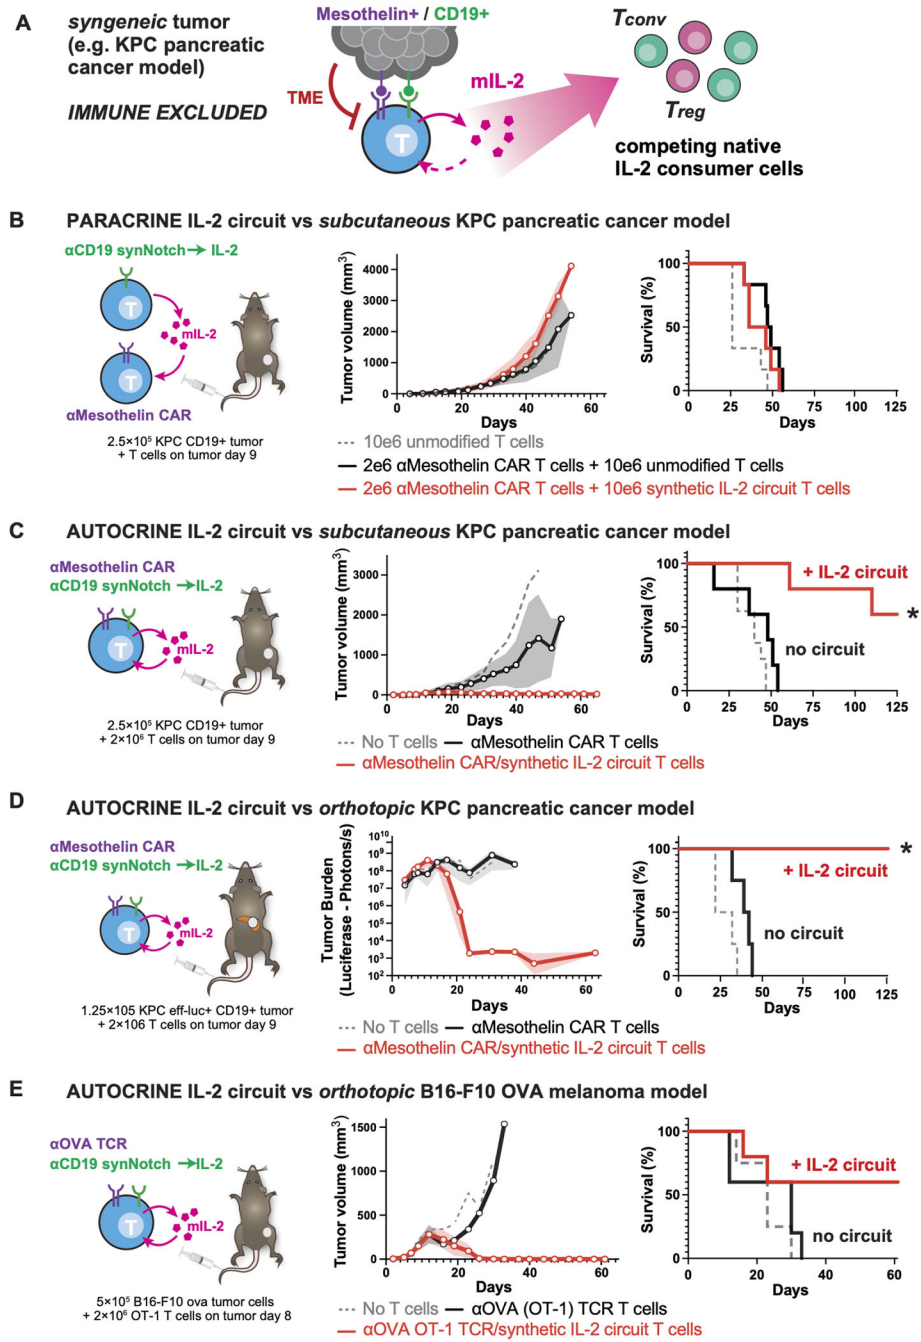 A
syngeneic tumor
(e.g. KPC pancreatic
cancer model)
IMMUNE EXCLUDED
Mesothelin+ / CD19+
TME
T
mIL-2
Tconv
Treg
competing native
IL-2 consumer cells
B PARACRINE IL-2 circuit vs subcutaneous KPC pancreatic cancer model
αCD19 synNotch→ IL-2
T
mIL-2
T
αMesothelin CAR
2.5×10⁵ KPC CD19+ tumor
+ T cells on tumor day 9
Tumor volume (mm³)
4000
3000
2000
1000
0
0 20 40 60
Days
Survival (%)
100
50
0
0 25 50 75 100 125
Days
10e6 unmodified T cells
2e6 αMesothelin CAR T cells + 10e6 unmodified T cells
2e6 αMesothelin CAR T cells + 10e6 synthetic IL-2 circuit T cells
C AUTOCRINE IL-2 circuit vs subcutaneous KPC pancreatic cancer model
αMesothelin CAR
αCD19 synNotch →IL-2
T
mIL-2
2.5×10⁵ KPC CD19+ tumor
+ 2×10⁶ T cells on tumor day 9
Tumor volume (mm³)
3000
2000
1000
0
0 20 40 60
Days
Survival (%)
100
50
0
0 25 50 75 100 125
Days
+ IL-2 circuit
*
no circuit
No T cells αMesothelin CAR T cells
αMesothelin CAR/synthetic IL-2 circuit T cells
D AUTOCRINE IL-2 circuit vs orthotopic KPC pancreatic cancer model
αMesothelin CAR
αCD19 synNotch →IL-2
T
mIL-2
1.25×105 KPC eff-luc+ CD19+ tumor
+ 2×106 T cells on tumor day 9
Tumor Burden
(Luciferase - Photons/s)
10¹⁰
10⁹
10⁸
10⁷
10⁶
10⁵
10⁴
10³
10²
0 20 40 60
Days
Survival (%)
100
50
0
0 25 50 75 100 125
Days
*
+ IL-2 circuit
no circuit
No T cells αMesothelin CAR T cells
αMesothelin CAR/synthetic IL-2 circuit T cells
E AUTOCRINE IL-2 circuit vs orthotopic B16-F10 OVA melanoma model
αOVA TCR
αCD19 synNotch →IL-2
T
mIL-2
5×10⁵ B16-F10 ova tumor cells
+ 2×10⁶ OT-1 T cells on tumor day 8
Tumor volume (mm³)
1500
1000
500
0
0 20 40 60
Days
Survival (%)
100
50
0
0 20 40 60
Days
+ IL-2 circuit
no circuit
No T cells αOVA (OT-1) TCR T cells
αOVA OT-1 TCR/synthetic IL-2 circuit T cells